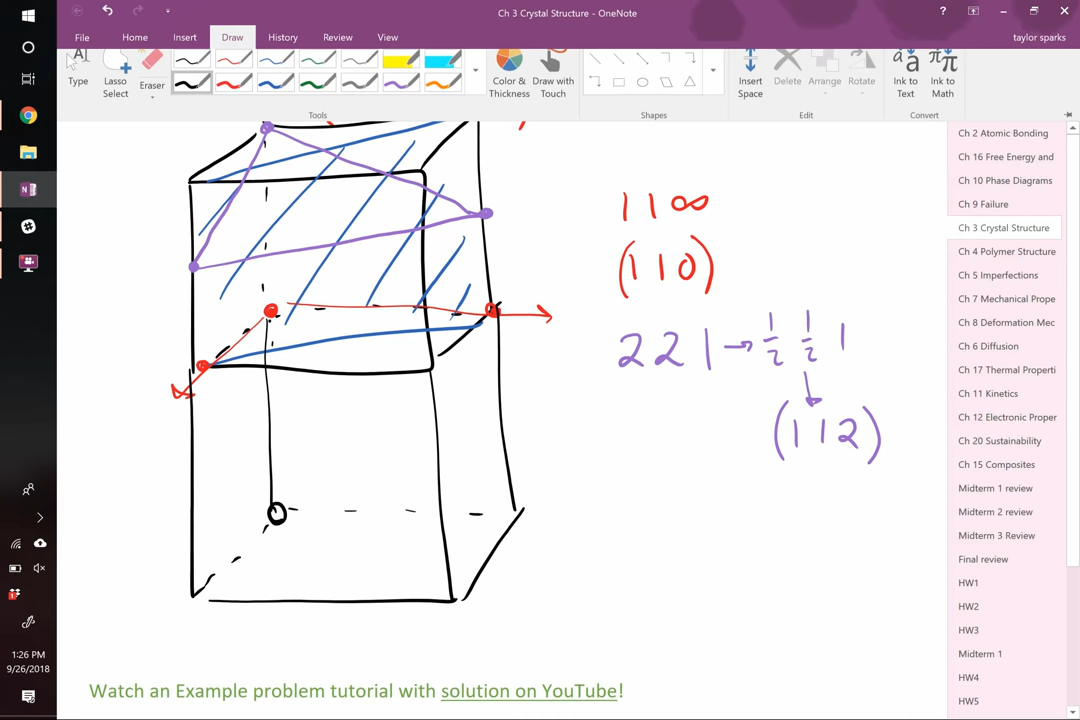 Ch 3 Crystal Structure - OneNote
?
taylor sparks
File Home Insert Draw History Review View
Type
Lasso Select
Eraser
Color & Thickness
Draw with Touch
Insert Space
Delete
Arrange
Rotate
Ink to Text
Ink to Math
Tools
Shapes
Edit
Convert
1 1 ∞
(1 1 0)
2 2 1 → 1/2 1/2 1
(1 1 2)
Watch an Example problem tutorial with solution on YouTube!
Ch 2 Atomic Bonding
Ch 16 Free Energy and
Ch 10 Phase Diagrams
Ch 9 Failure
Ch 3 Crystal Structure
Ch 4 Polymer Structure
Ch 5 Imperfections
Ch 7 Mechanical Prope
Ch 8 Deformation Mec
Ch 6 Diffusion
Ch 17 Thermal Properti
Ch 11 Kinetics
Ch 12 Electronic Proper
Ch 20 Sustainability
Ch 15 Composites
Midterm 1 review
Midterm 2 review
Midterm 3 Review
Final review
HW1
HW2
HW3
Midterm 1
HW4
HW5
1:26 PM
9/26/2018